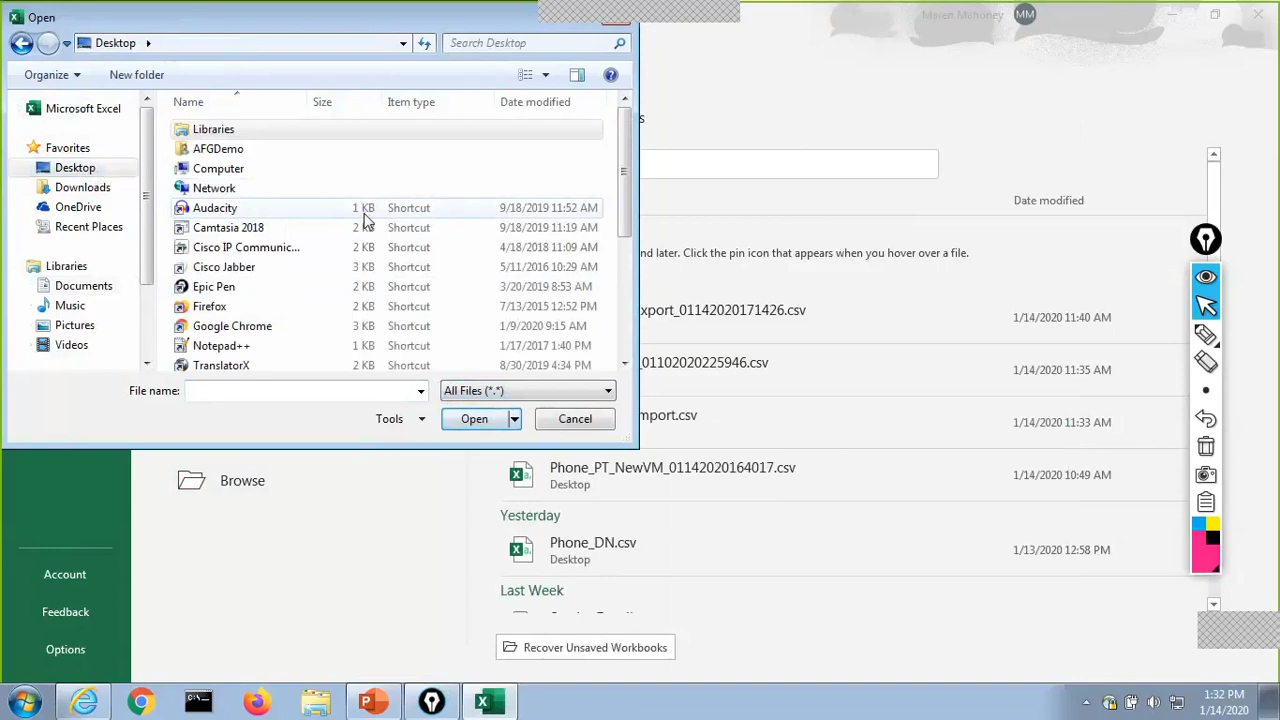 Open
Maven Mahoney MM
Desktop
Search Desktop
Organize New folder
Name Size Item type Date modified
Microsoft Excel
Favorites
Desktop
Downloads
OneDrive
Recent Places
Libraries
Documents
Music
Pictures
Videos
Libraries
AFGDemo
Computer
Network
Audacity 1 KB Shortcut 9/18/2019 11:52 AM
Camtasia 2018 2 KB Shortcut 9/18/2019 11:19 AM
Cisco IP Communic... 2 KB Shortcut 4/18/2018 11:09 AM
Cisco Jabber 3 KB Shortcut 5/11/2016 10:29 AM
Epic Pen 2 KB Shortcut 3/20/2019 8:53 AM
Firefox 2 KB Shortcut 7/13/2015 12:52 PM
Google Chrome 3 KB Shortcut 1/9/2020 9:15 AM
Notepad++ 1 KB Shortcut 1/17/2017 1:40 PM
TranslatorX 2 KB Shortcut 8/30/2019 4:34 PM
File name: All Files (*.*)
Tools Open Cancel
s
Date modified
nd later. Click the pin icon that appears when you hover over a file.
xport_01142020171426.csv 1/14/2020 11:40 AM
_01102020225946.csv 1/14/2020 11:35 AM
mport.csv 1/14/2020 11:33 AM
Phone_PT_NewVM_01142020164017.csv 1/14/2020 10:49 AM
Desktop
Yesterday
Phone_DN.csv 1/13/2020 12:58 PM
Desktop
Last Week
Recover Unsaved Workbooks
Browse
Account
Feedback
Options
1:32 PM
1/14/2020